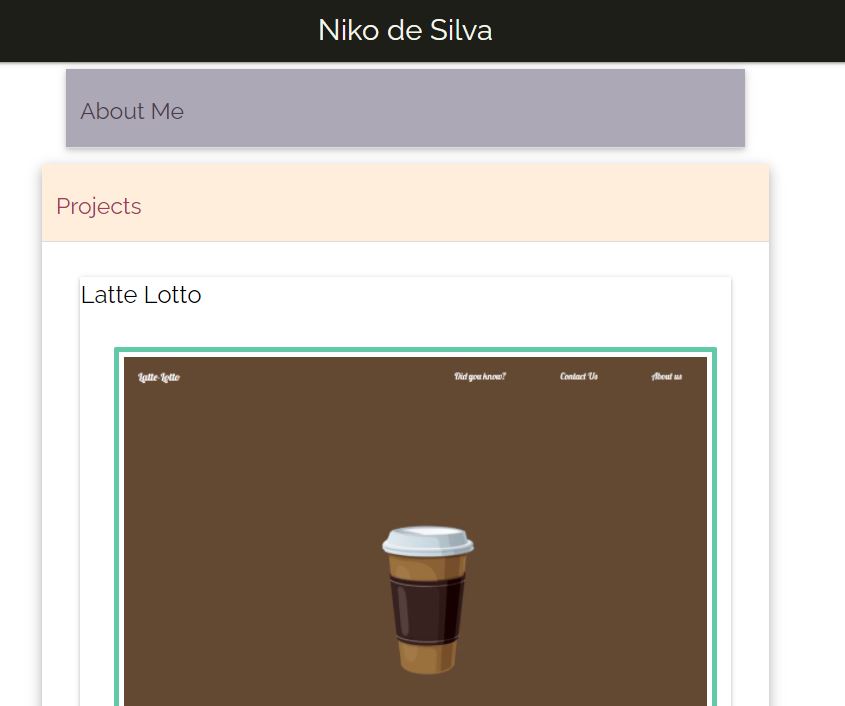 Niko de Silva
About Me
Projects
Latte Lotto
Latte-Lotto Did you know? Contact Us About us